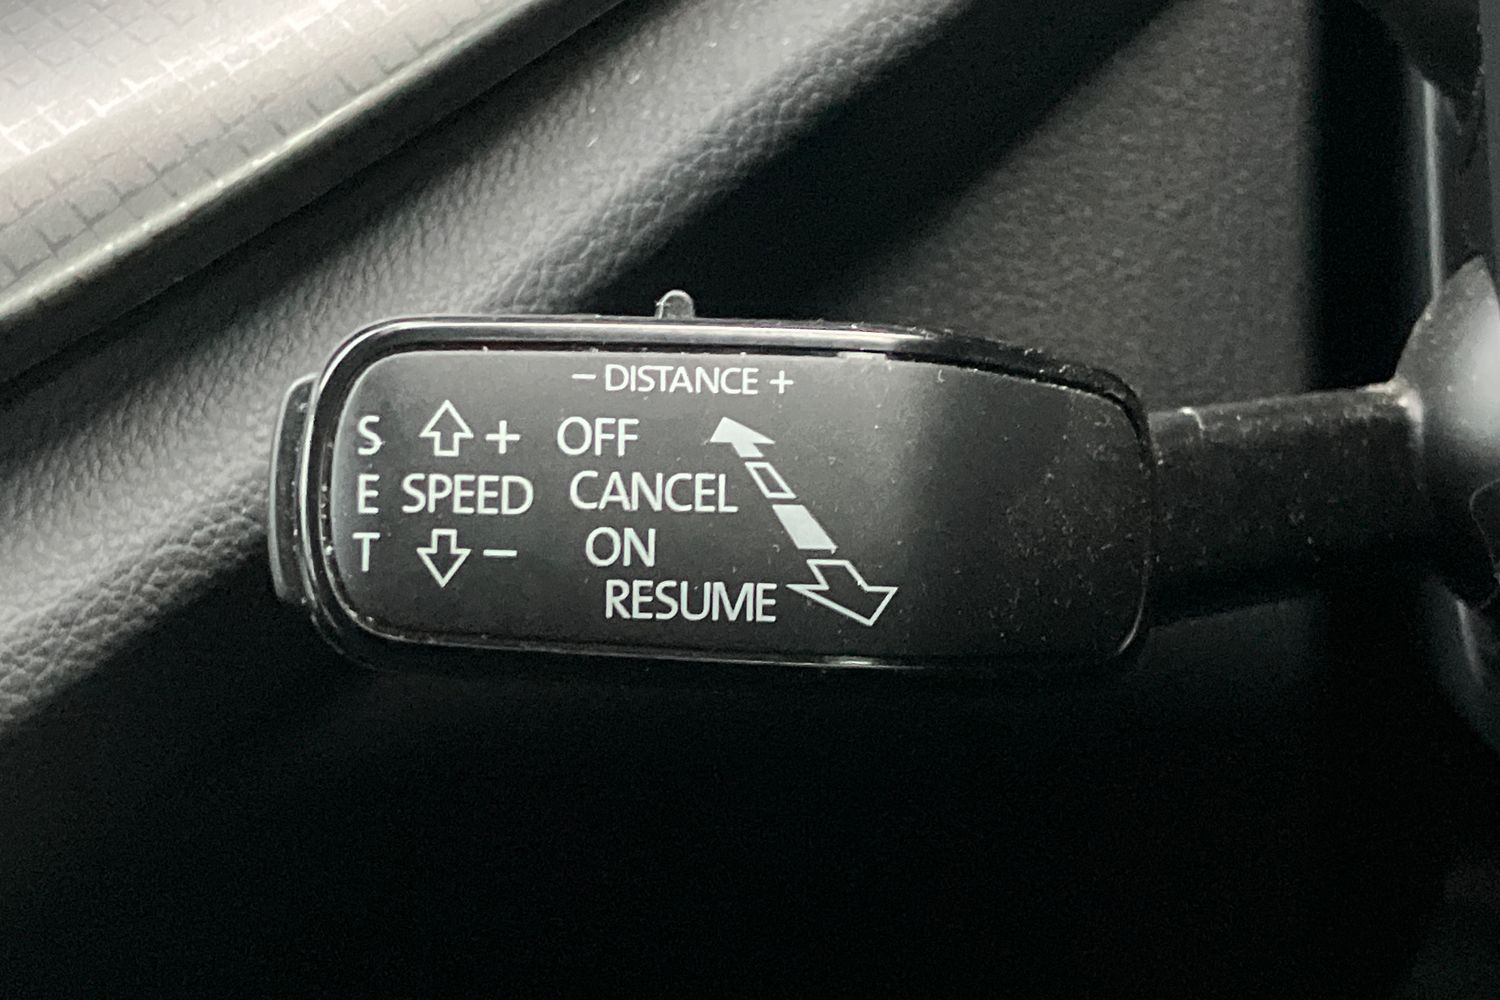 – DISTANCE +
S + OFF
E SPEED CANCEL
T – ON
RESUME